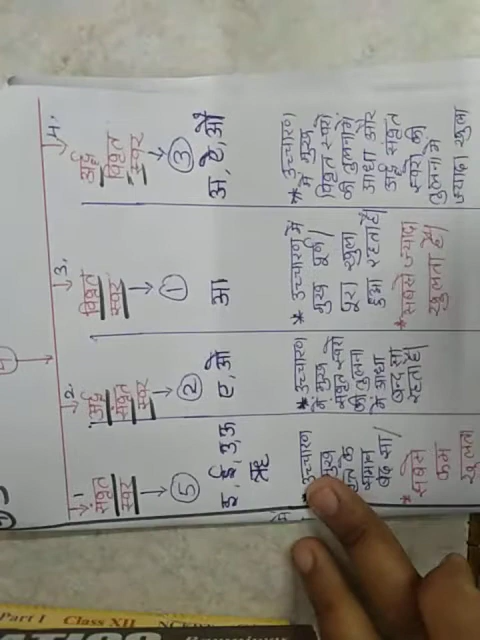 1.
संवृत
स्वर
5
इ, ई, उ, ऊ
ऋ
* उच्चारण
मुख
समान
बंद सा/
* सबसे
कम
खुलता
2.
अर्द्ध
संवृत
स्वर
2
ए, ओ
* उच्चारण
में मुख
संवृत स्वरों
की तुलना
में आधा
बन्द सा
रहता है।
3.
विवृत
स्वर
1
आ
* उच्चारण में
मुख पूर्ण/
पूरा खुला
हुआ रहता है
* सबसे ज्यादा
खुलता है।
4.
अर्द्ध
विवृत
स्वर
3
अ, ऐ, औ
* उच्चारण
में मुख
विवृत स्वरों
की तुलना में
आधा और
अर्द्ध संवृत
स्वरों की
तुलना में
ज्यादा खुला
Part I Class XII